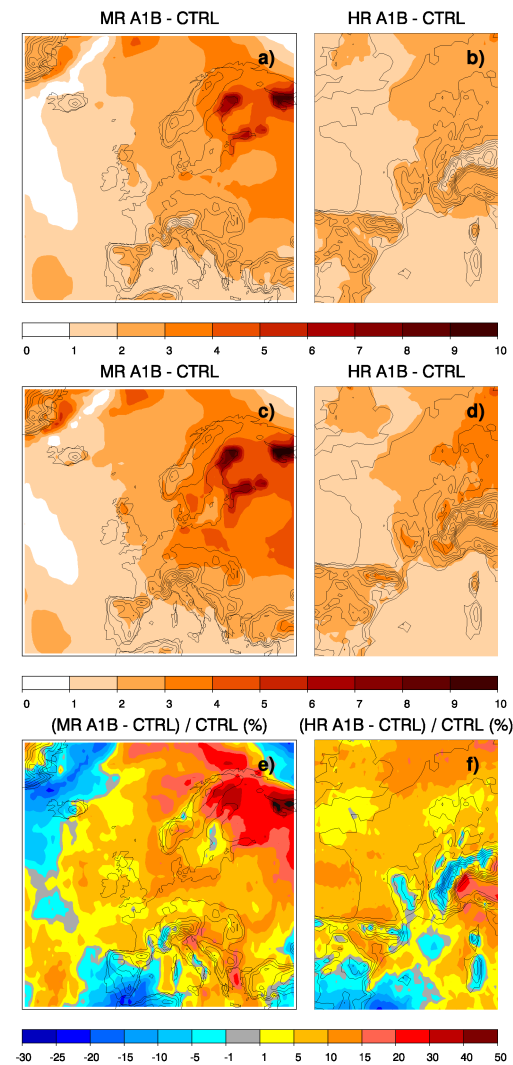 MR A1B - CTRL HR A1B - CTRL
a) b)
0 1 2 3 4 5 6 7 8 9 10
MR A1B - CTRL HR A1B - CTRL
c) d)
0 1 2 3 4 5 6 7 8 9 10
(MR A1B - CTRL) / CTRL (%) (HR A1B - CTRL) / CTRL (%)
e) f)
-30 -25 -20 -15 -10 -5 -1 1 5 10 15 20 30 40 50